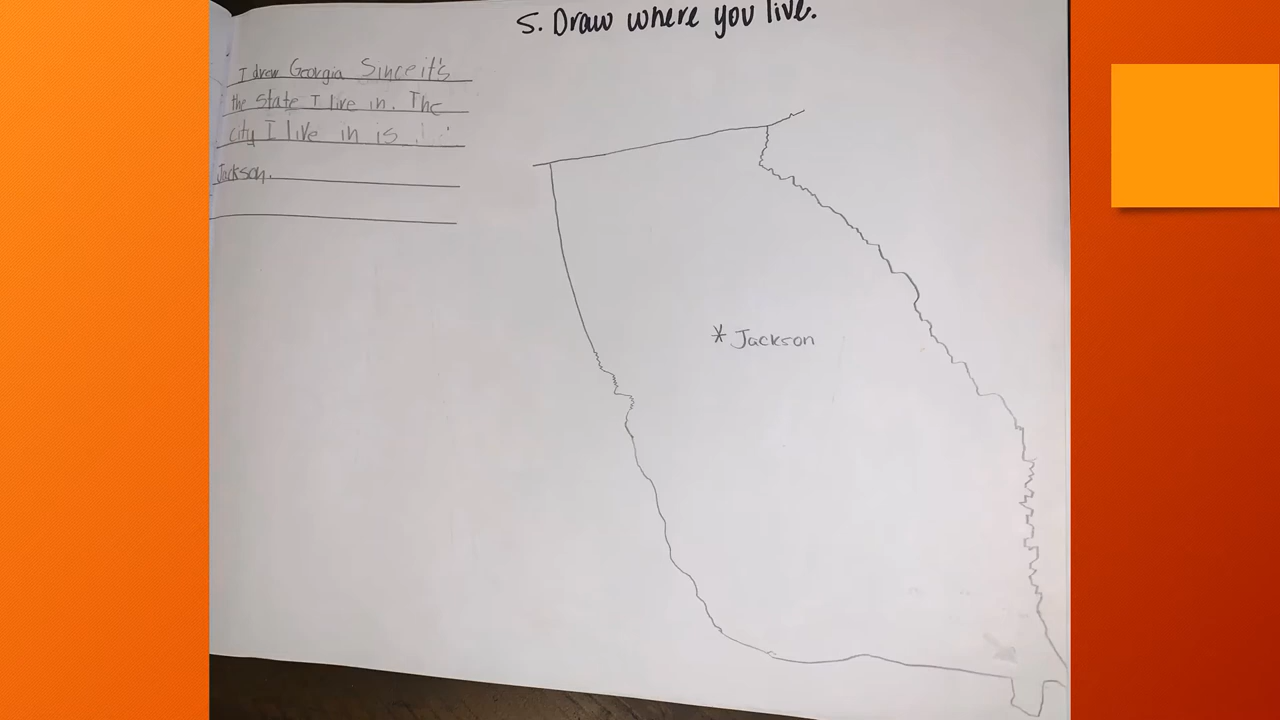 5. Draw where you live.
I drew Georgia Since it's
the state I live in. The
city I live in is
Jackson.
* Jackson